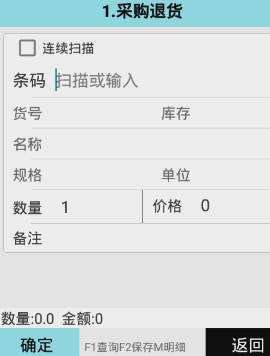 1.采购退货
连续扫描
条码 扫描或输入
货号 库存
名称
规格 单位
数量 1 价格 0
备注
数量:0.0 金额:0
确定 F1查询F2保存M明细 返回